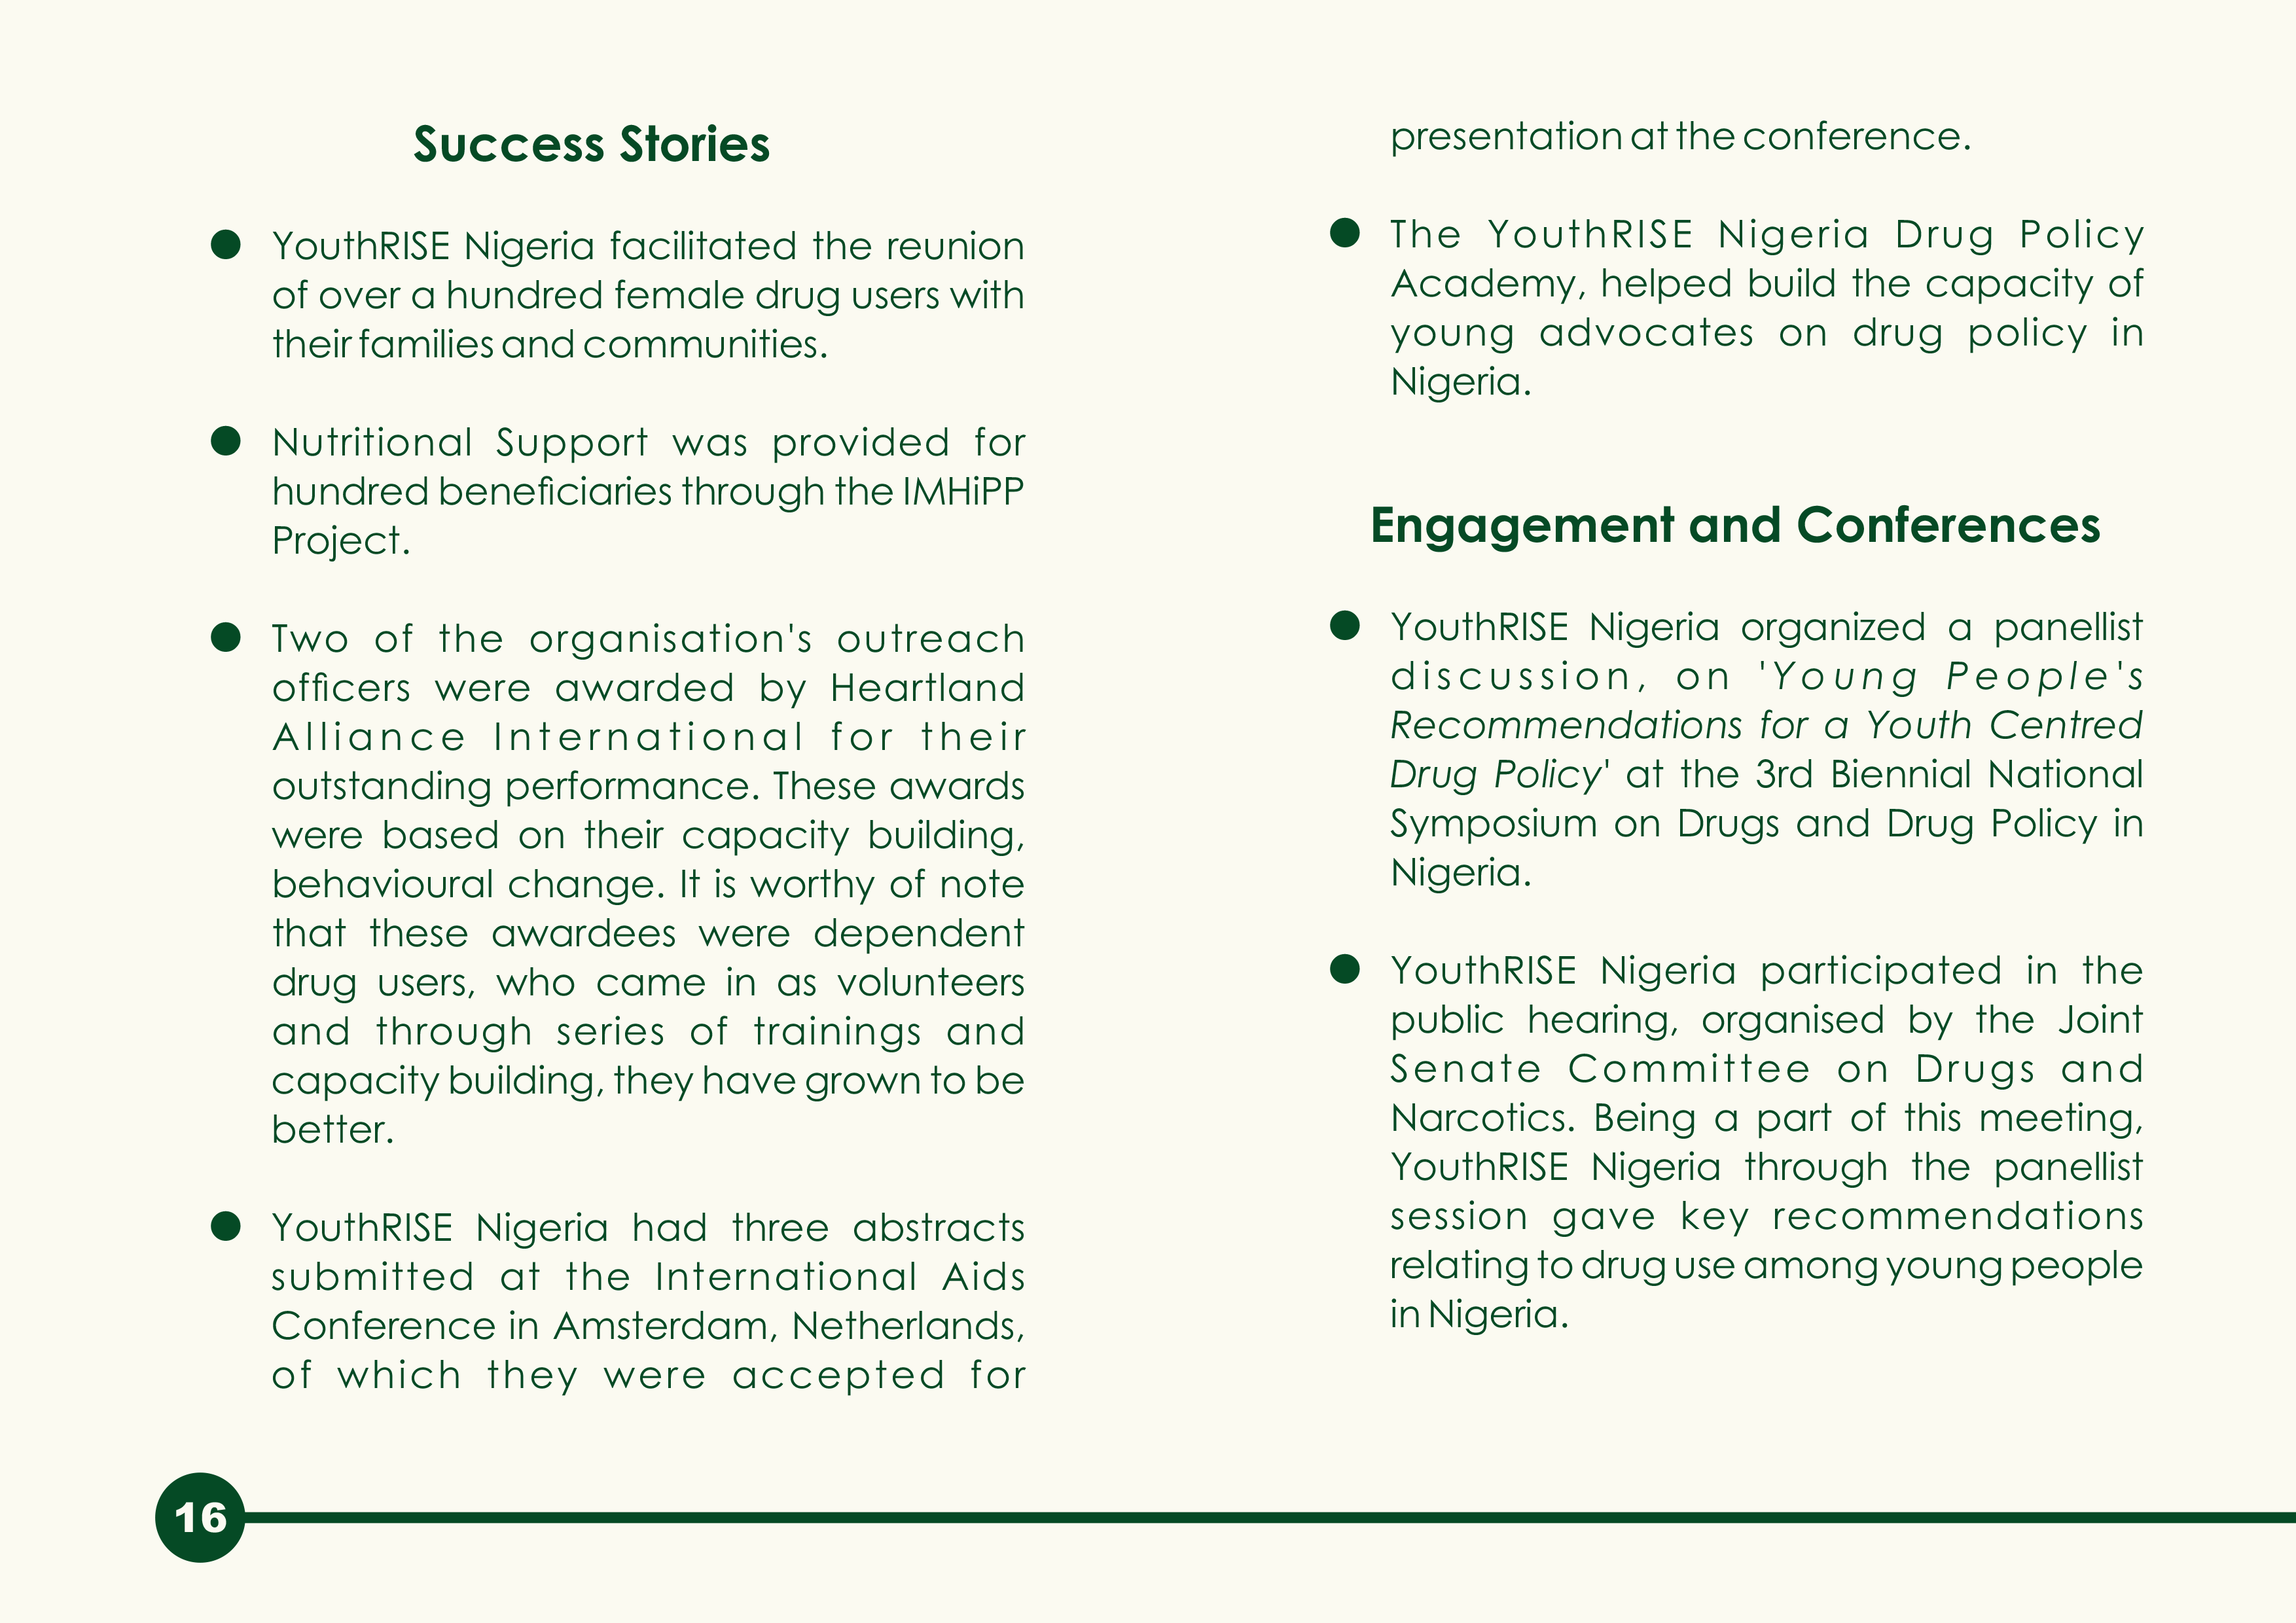 Success Stories
YouthRISE Nigeria facilitated the reunion
of over a hundred female drug users with
their families and communities.
Nutritional Support was provided for
hundred beneficiaries through the IMHiPP
Project.
Two of the organisation's outreach
officers were awarded by Heartland
Alliance International for their
outstanding performance. These awards
were based on their capacity building,
behavioural change. It is worthy of note
that these awardees were dependent
drug users, who came in as volunteers
and through series of trainings and
capacity building, they have grown to be
better.
YouthRISE Nigeria had three abstracts
submitted at the International Aids
Conference in Amsterdam, Netherlands,
of which they were accepted for
presentation at the conference.
The YouthRISE Nigeria Drug Policy
Academy, helped build the capacity of
young advocates on drug policy in
Nigeria.
Engagement and Conferences
YouthRISE Nigeria organized a panellist
discussion, on 'Young People's
Recommendations for a Youth Centred
Drug Policy' at the 3rd Biennial National
Symposium on Drugs and Drug Policy in
Nigeria.
YouthRISE Nigeria participated in the
public hearing, organised by the Joint
Senate Committee on Drugs and
Narcotics. Being a part of this meeting,
YouthRISE Nigeria through the panellist
session gave key recommendations
relating to drug use among young people
in Nigeria.
16